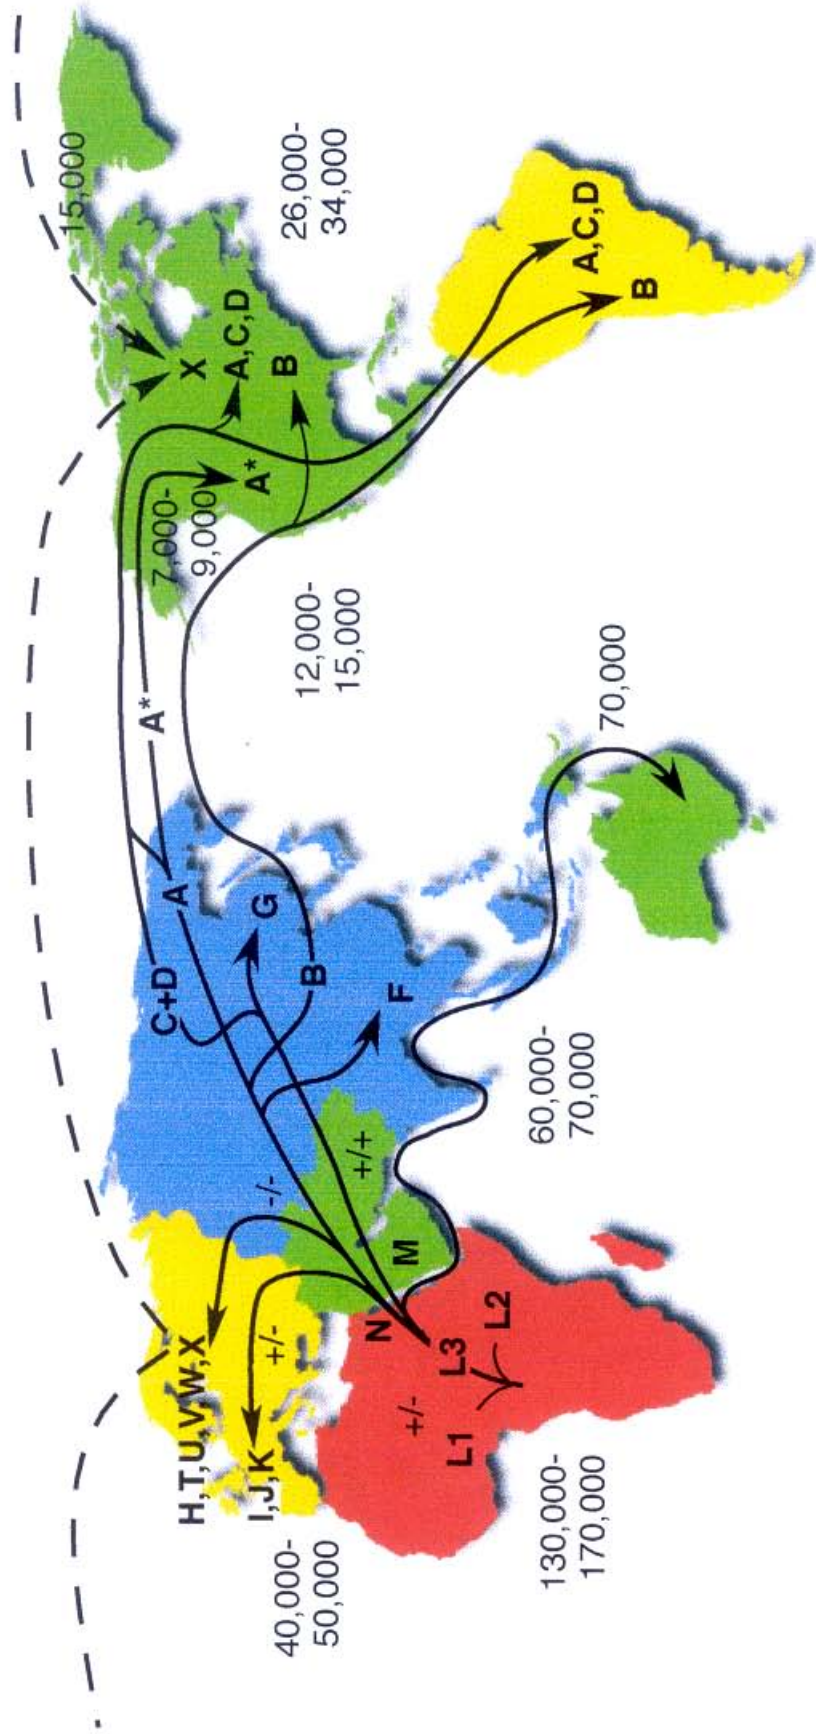 H,T,U,V,W,X
I,J,K
40,000-
50,000
+/-
-/-
N
M
+/+
L3
L2
L1
+/-
130,000-
170,000
C+D
A
G
B
F
60,000-
70,000
70,000
A*
7,000-
9,000
A*
12,000-
15,000
15,000
X
A,C,D
B
26,000-
34,000
A,C,D
B